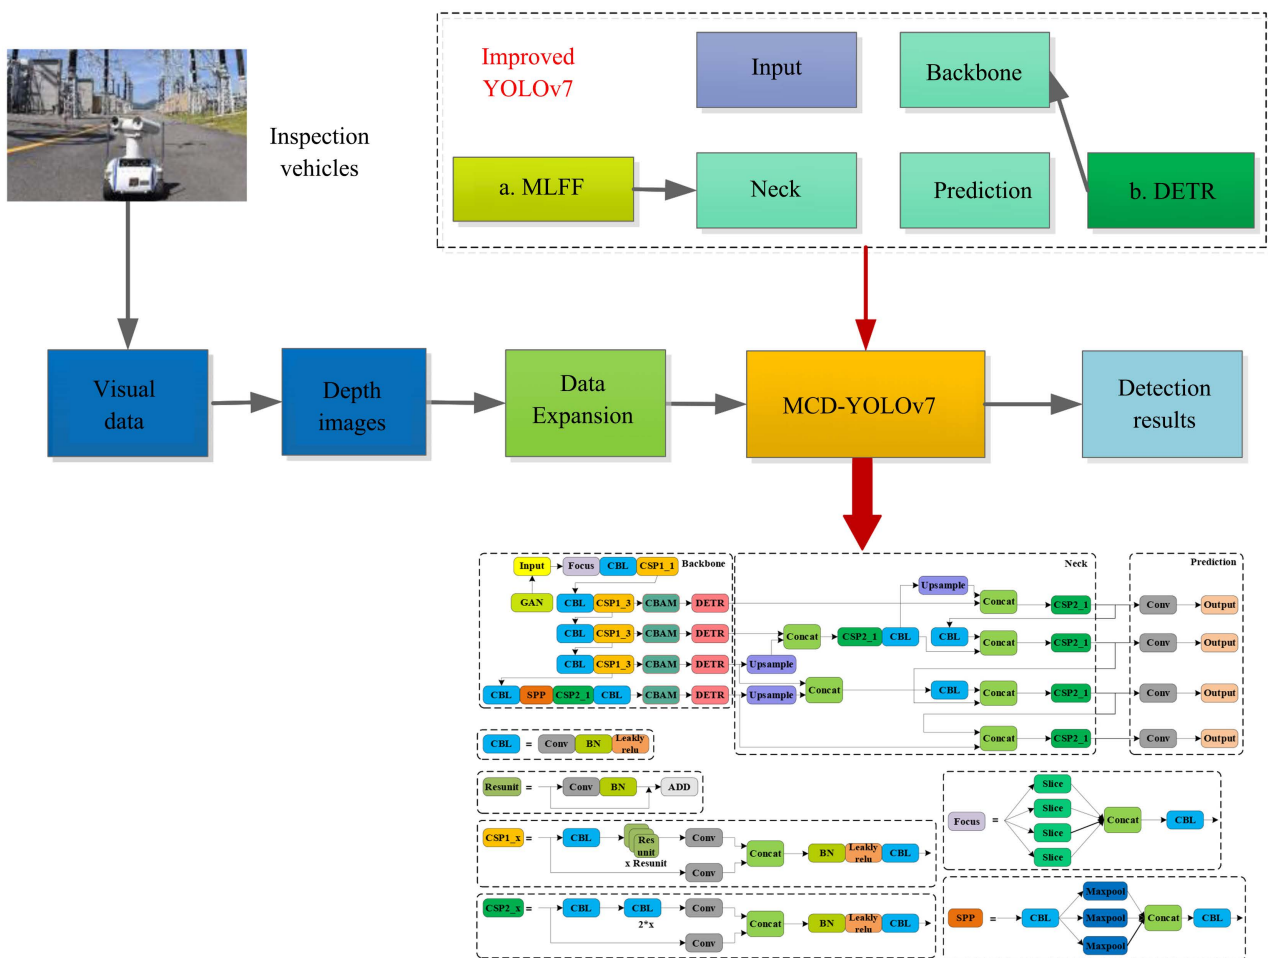 Improved
YOLOv7
Input
Backbone
Inspection
vehicles
a. MLFF
Neck
Prediction
b. DETR
Visual
data
Depth
images
Data
Expansion
MCD-YOLOv7
Detection
results
Input
Focus
CBL
CSP1_1
Backbone
GAN
CBL
CSP1_3
CBAM
DETR
CBL
CSP1_3
CBAM
DETR
CBL
CSP1_3
CBAM
DETR
CBL
SPP
CSP2_1
CBL
CBAM
DETR
Neck
Upsample
Concat
CSP2_1
Concat
CSP2_1
CBL
CBL
Concat
CSP2_1
Upsample
Upsample
Concat
CBL
Concat
CSP2_1
Concat
CSP2_1
Prediction
Conv
Output
Conv
Output
Conv
Output
Conv
Output
CBL = Conv BN Leakly
relu
Resunit = Conv BN ADD
CSP1_x = CBL Res
unit
x Resunit
Conv
Conv
Concat
BN
Leakly
relu
CBL
CSP2_x = CBL CBL
2*x
Conv
Conv
Concat
BN
Leakly
relu
CBL
Focus =
Slice
Slice
Slice
Slice
Concat
CBL
SPP = CBL
Maxpool
Maxpool
Maxpool
Concat
CBL